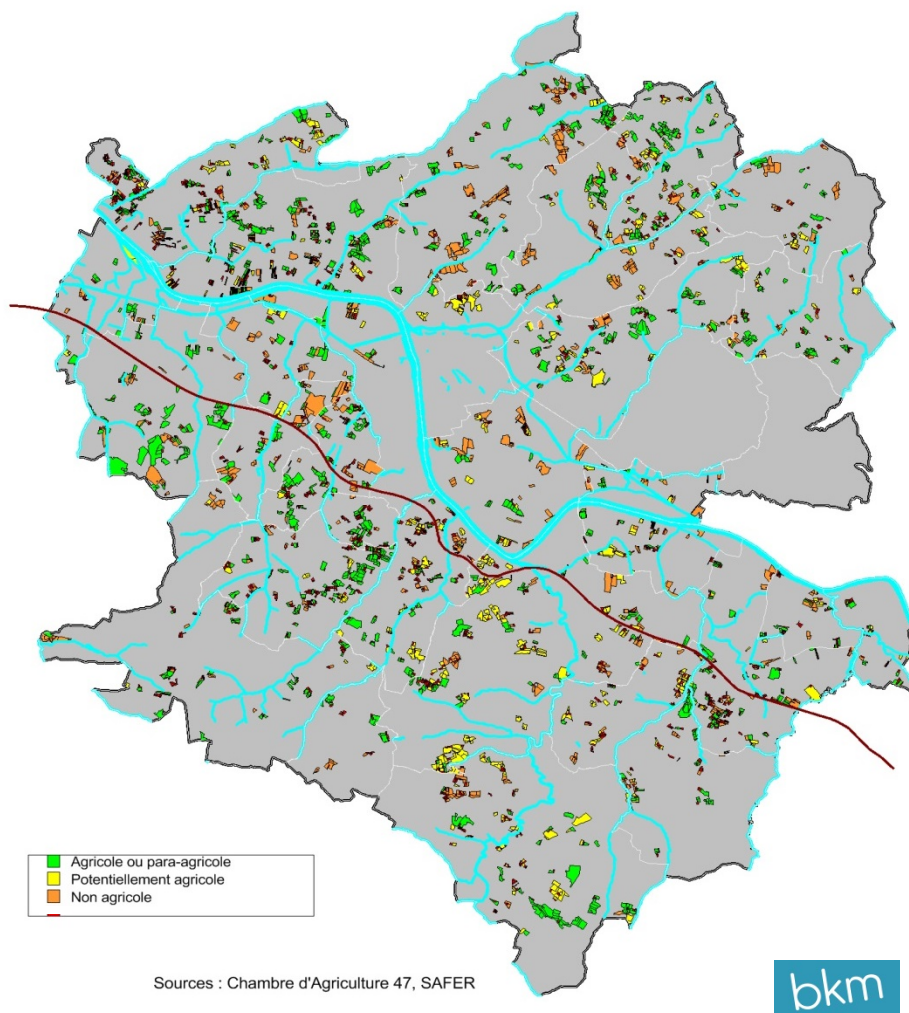 Agricole ou para-agricole
Potentiellement agricole
Non agricole
Sources : Chambre d'Agriculture 47, SAFER
bkm